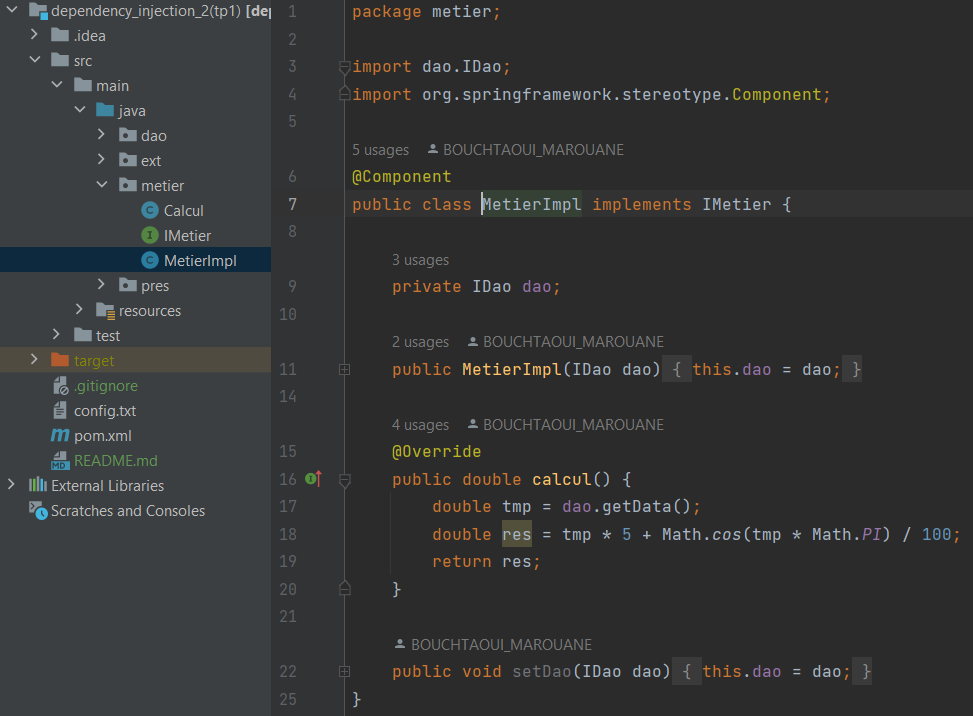 dependency_injection_2(tp1) [dep
.idea
src
main
java
dao
ext
metier
Calcul
IMetier
MetierImpl
pres
resources
test
target
.gitignore
config.txt
pom.xml
README.md
External Libraries
Scratches and Consoles
1 package metier;
2
3 import dao.IDao;
4 import org.springframework.stereotype.Component;
5
5 usages BOUCHTAOUI_MAROUANE
6 @Component
7 public class MetierImpl implements IMetier {
8
3 usages
9 private IDao dao;
10
2 usages BOUCHTAOUI_MAROUANE
11 public MetierImpl(IDao dao) { this.dao = dao; }
14
4 usages BOUCHTAOUI_MAROUANE
15 @Override
16 public double calcul() {
17 double tmp = dao.getData();
18 double res = tmp * 5 + Math.cos(tmp * Math.PI) / 100;
19 return res;
20 }
21
BOUCHTAOUI_MAROUANE
22 public void setDao(IDao dao) { this.dao = dao; }
25 }